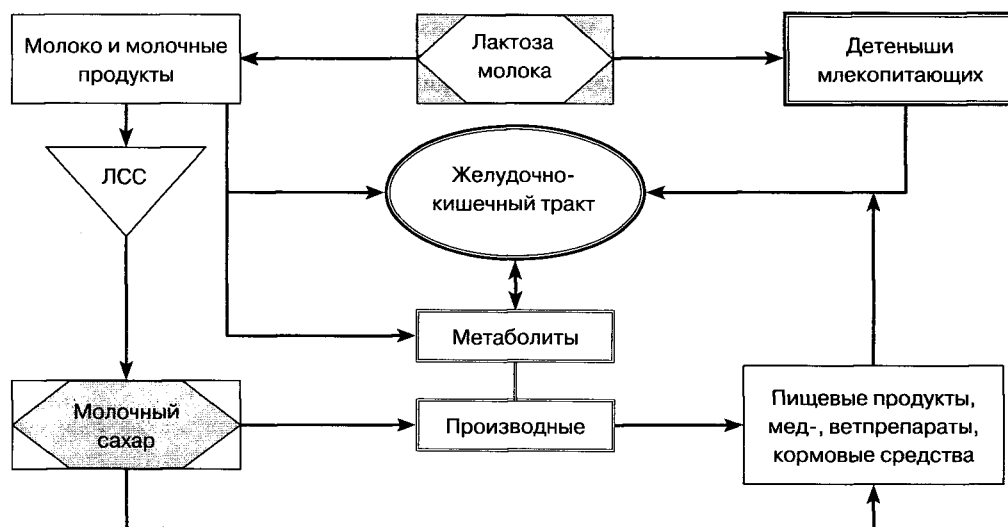 Молоко и молочные
продукты
Лактоза
молока
Детеныши
млекопитающих
ЛСС
Желудочно-
кишечный тракт
Метаболиты
Молочный
сахар
Производные
Пищевые продукты,
мед-, ветпрепараты,
кормовые средства